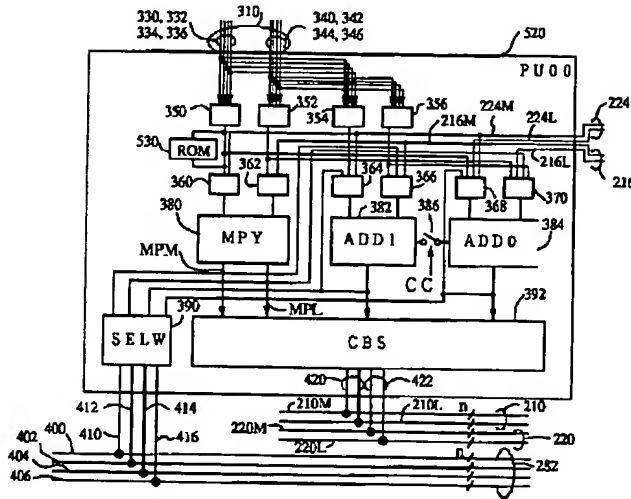 330, 332
310
340, 342
334, 336
344, 346
520
PU00
350
352
354
356
224M
224
216M
224L
530
ROM
216L
216
360
362
364
366
368
370
380
382
386
384
MPY
ADD1
ADD0
MPM
CC
390
MPL
392
SELW
CBS
420
422
412
414
210M
n
210
210L
410
416
220M
220
400
220L
n
402
404
252
406